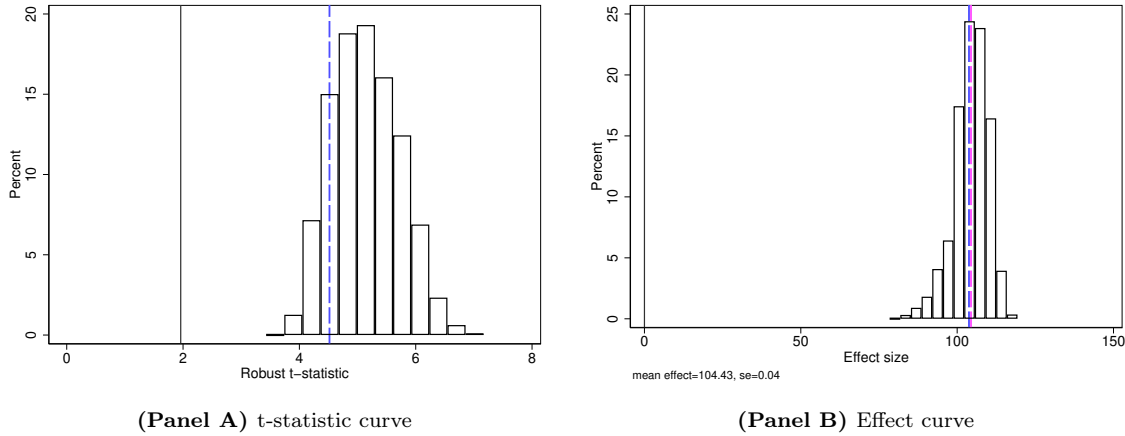 20
15
10
5
0
Percent
0 2 4 6 8
Robust t−statistic
(Panel A) t-statistic curve
25
20
15
10
5
0
Percent
0 50 100 150
Effect size
mean effect=104.43, se=0.04
(Panel B) Effect curve